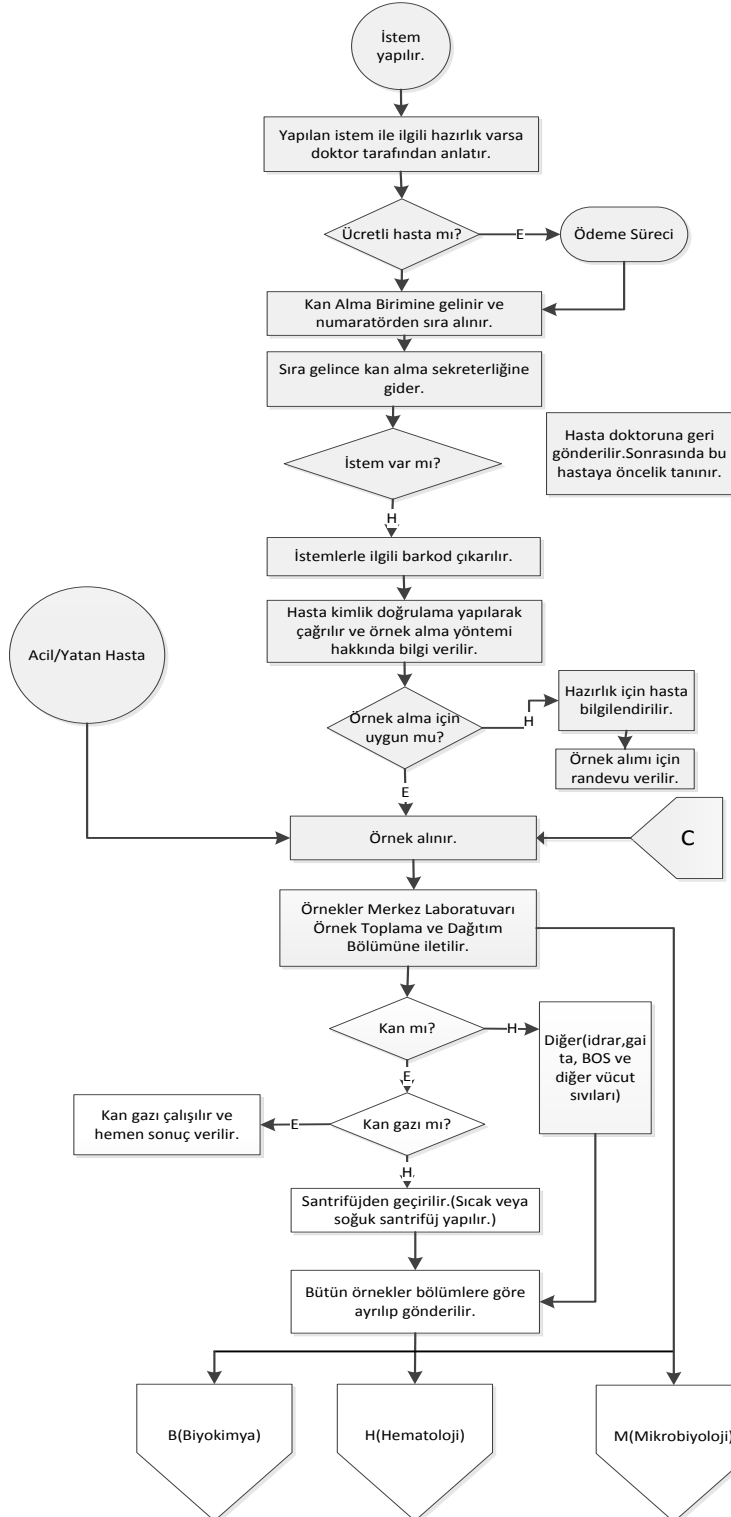 İstem
yapılır.
Yapılan istem ile ilgili hazırlık varsa
doktor tarafından anlatır.
Ücretli hasta mı?
E
Ödeme Süreci
Kan Alma Birimine gelinir ve
numaratörden sıra alınır.
Sıra gelince kan alma sekreterliğine
gider.
İstem var mı?
Hasta doktoruna geri
gönderilir.Sonrasında bu
hastaya öncelik tanınır.
H
İstemlerle ilgili barkod çıkarılır.
Hasta kimlik doğrulama yapılarak
çağrılır ve örnek alma yöntemi
hakkında bilgi verilir.
Acil/Yatan Hasta
Örnek alma için
uygun mu?
H
Hazırlık için hasta
bilgilendirilir.
Örnek alımı için
randevu verilir.
E
Örnek alınır.
C
Örnekler Merkez Laboratuvarı
Örnek Toplama ve Dağıtım
Bölümüne iletilir.
Kan mı?
H
Diğer(idrar,gai
ta, BOS ve
diğer vücut
sıvıları)
E
Kan gazı çalışılır ve
hemen sonuç verilir.
E
Kan gazı mı?
H
Santrifüjden geçirilir.(Sıcak veya
soğuk santrifüj yapılır.)
Bütün örnekler bölümlere göre
ayrılıp gönderilir.
B(Biyokimya)
H(Hematoloji)
M(Mikrobiyoloji)